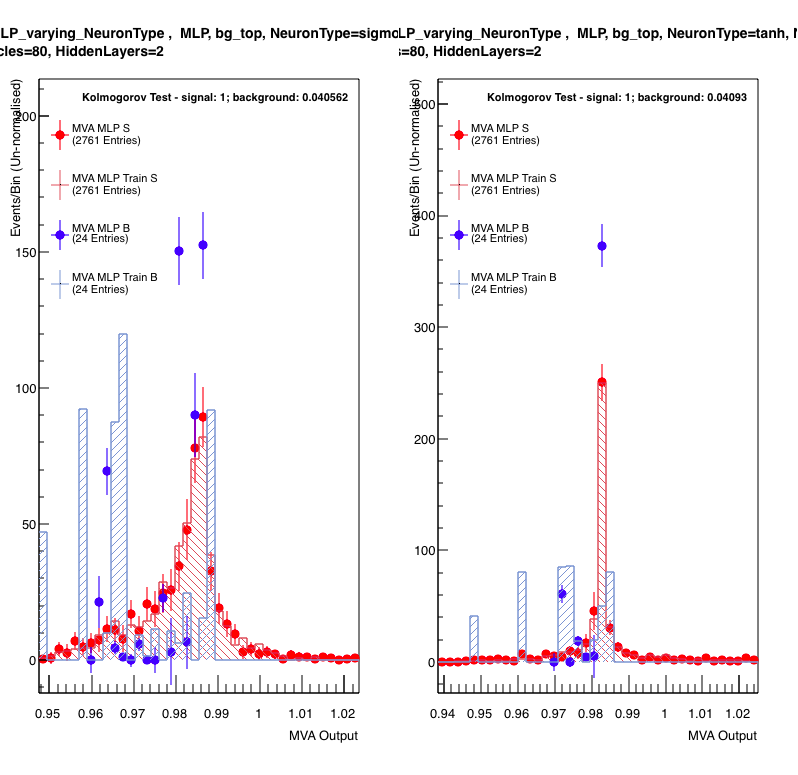 LP_varying_NeuronType , MLP, bg_top, NeuronType=sigmo
cles=80, HiddenLayers=2
Kolmogorov Test - signal: 1; background: 0.040562
Events/Bin (Un-normalised)
MVA MLP S
(2761 Entries)
MVA MLP Train S
(2761 Entries)
MVA MLP B
(24 Entries)
MVA MLP Train B
(24 Entries)
200
150
100
50
0
0.95 0.96 0.97 0.98 0.99 1 1.01 1.02
MVA Output
LP_varying_NeuronType , MLP, bg_top, NeuronType=tanh, N
s=80, HiddenLayers=2
Kolmogorov Test - signal: 1; background: 0.04093
Events/Bin (Un-normalised)
MVA MLP S
(2761 Entries)
MVA MLP Train S
(2761 Entries)
MVA MLP B
(24 Entries)
MVA MLP Train B
(24 Entries)
500
400
300
200
100
0
0.94 0.95 0.96 0.97 0.98 0.99 1 1.01 1.02
MVA Output